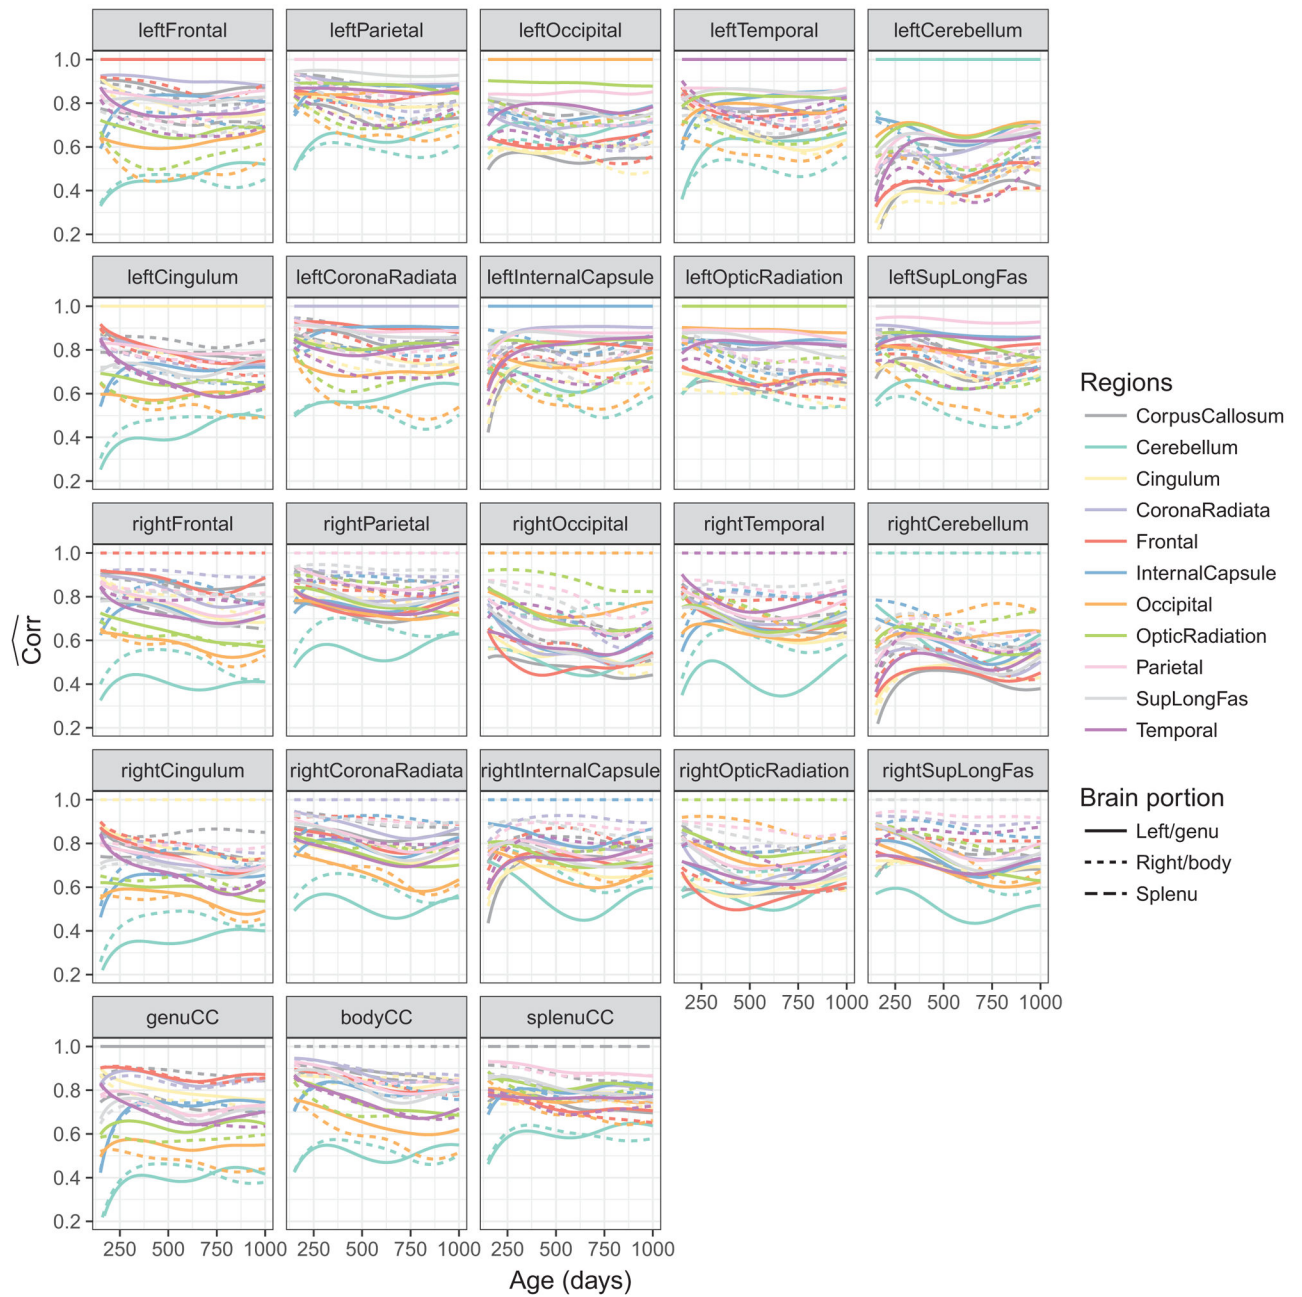 leftFrontal leftParietal leftOccipital leftTemporal leftCerebellum
1.0
0.8
0.6
0.4
0.2
leftCingulum leftCoronaRadiata leftInternalCapsule leftOpticRadiation leftSupLongFas
1.0
0.8
0.6
0.4
0.2
rightFrontal rightParietal rightOccipital rightTemporal rightCerebellum
1.0
0.8
0.6
0.4
0.2
rightCingulum rightCoronaRadiata rightInternalCapsule rightOpticRadiation rightSupLongFas
1.0
0.8
0.6
0.4
0.2
250 500 750 1000 250 500 750 1000
genuCC bodyCC splenuCC
1.0
0.8
0.6
0.4
0.2
250 500 750 1000 250 500 750 1000 250 500 750 1000
Age (days)
Corr
Regions
CorpusCallosum
Cerebellum
Cingulum
CoronaRadiata
Frontal
InternalCapsule
Occipital
OpticRadiation
Parietal
SupLongFas
Temporal
Brain portion
Left/genu
Right/body
Splenu